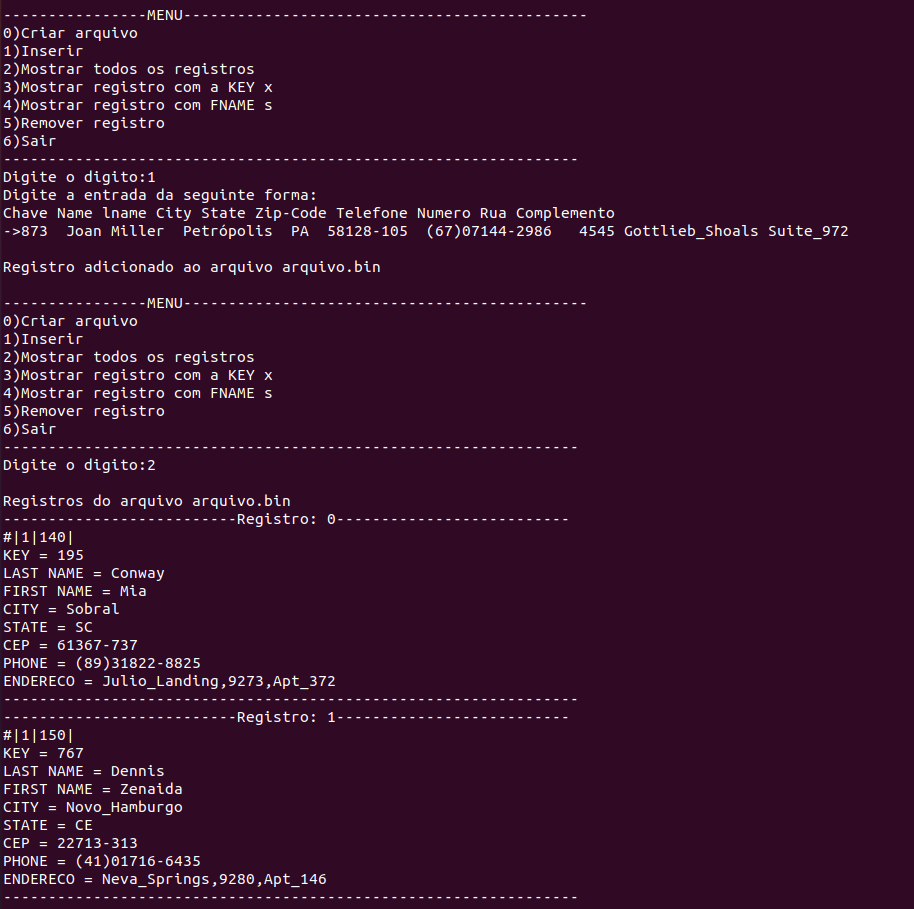 ----------------MENU---------------------------------------------
0)Criar arquivo
1)Inserir
2)Mostrar todos os registros
3)Mostrar registro com a KEY x
4)Mostrar registro com FNAME s
5)Remover registro
6)Sair
----------------------------------------------------------------
Digite o digito:1
Digite a entrada da seguinte forma:
Chave Name lname City State Zip-Code Telefone Numero Rua Complemento
->873  Joan Miller  Petrópolis  PA  58128-105  (67)07144-2986   4545 Gottlieb_Shoals Suite_972
Registro adicionado ao arquivo arquivo.bin
----------------MENU---------------------------------------------
0)Criar arquivo
1)Inserir
2)Mostrar todos os registros
3)Mostrar registro com a KEY x
4)Mostrar registro com FNAME s
5)Remover registro
6)Sair
----------------------------------------------------------------
Digite o digito:2
Registros do arquivo arquivo.bin
--------------------------Registro: 0--------------------------
#|1|140|
KEY = 195
LAST NAME = Conway
FIRST NAME = Mia
CITY = Sobral
STATE = SC
CEP = 61367-737
PHONE = (89)31822-8825
ENDERECO = Julio_Landing,9273,Apt_372
----------------------------------------------------------------
--------------------------Registro: 1--------------------------
#|1|150|
KEY = 767
LAST NAME = Dennis
FIRST NAME = Zenaida
CITY = Novo_Hamburgo
STATE = CE
CEP = 22713-313
PHONE = (41)01716-6435
ENDERECO = Neva_Springs,9280,Apt_146
----------------------------------------------------------------